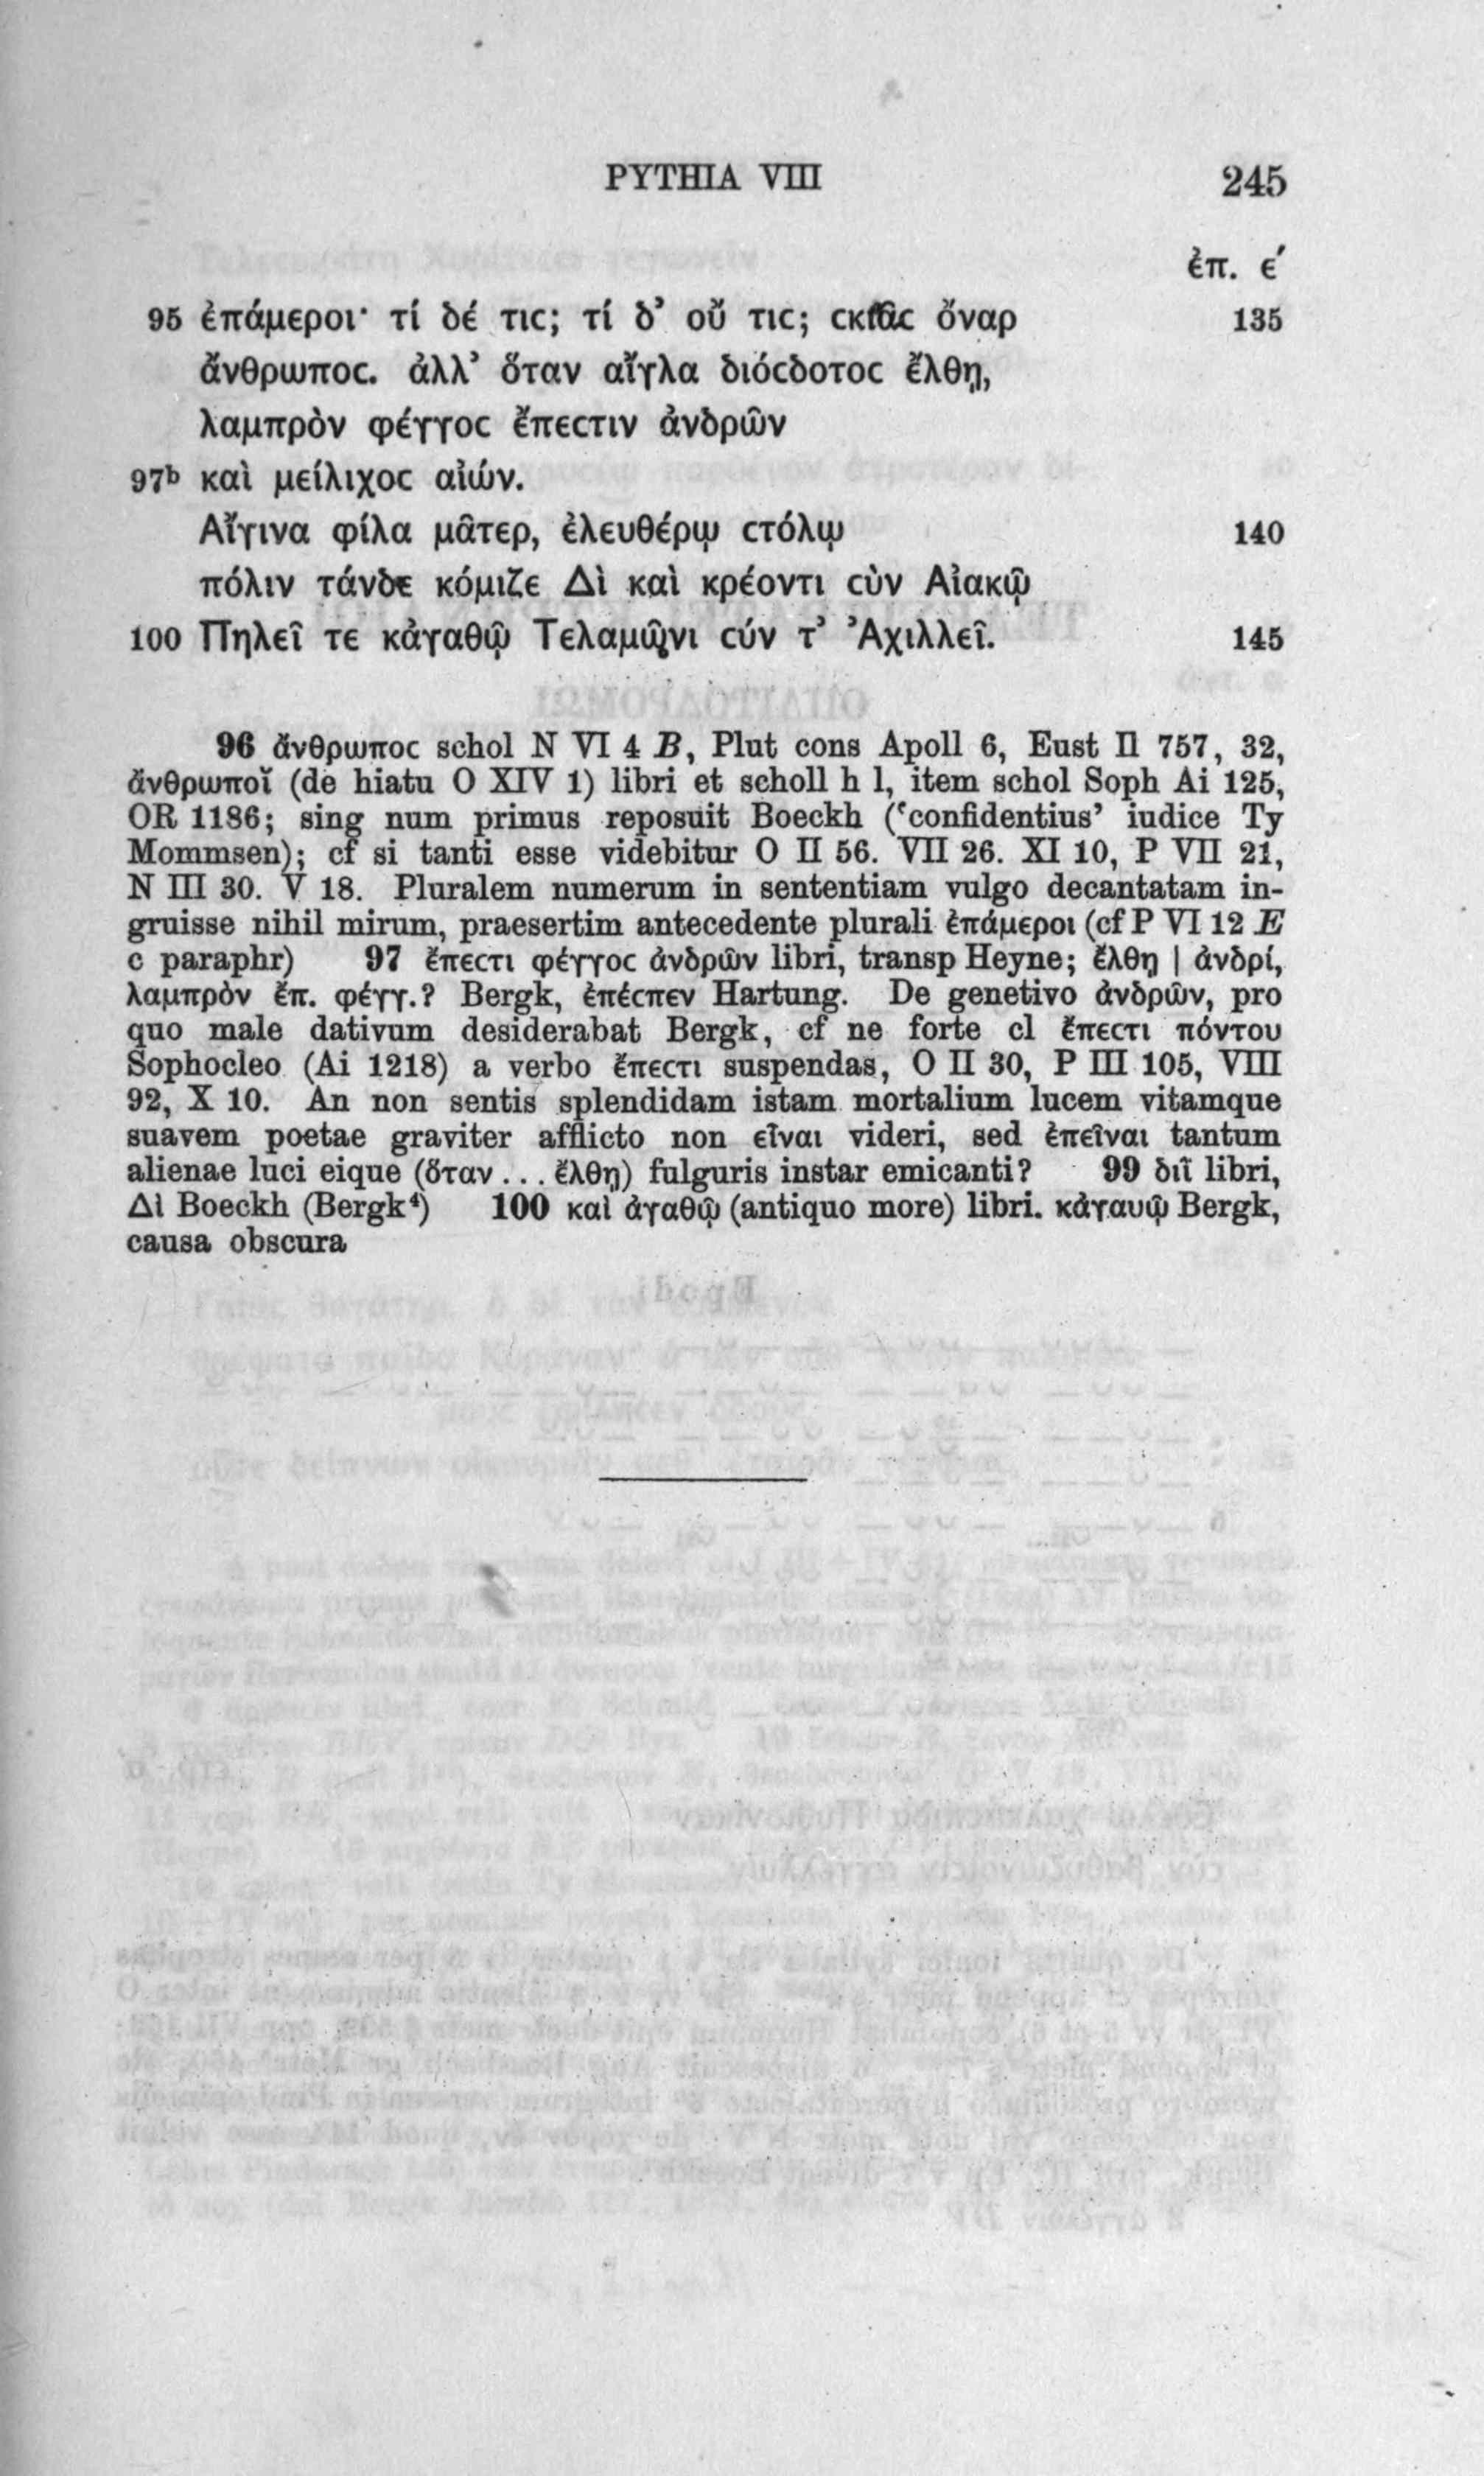 PYTHIA VIII 245
ἐπ. ε′
95 ἐπάμεροι· τί δέ τιϲ; τί δ’ οὔ τιϲ; ϲκιᾶϲ ὄναρ 135
ἄνθρωποϲ. ἀλλ’ ὅταν αἴγλα διόϲδοτοϲ ἔλθῃ,
λαμπρὸν φέγγοϲ ἔπεϲτιν ἀνδρῶν
97ᵇ καὶ μείλιχοϲ αἰών.
Αἴγινα φίλα μᾶτερ, ἐλευθέρῳ ϲτόλῳ 140
πόλιν τάνδε κόμιζε Δὶ καὶ κρέοντι ϲὺν Αἰακῷ
100 Πηλεῖ τε κἀγαθῷ Τελαμῶνι ϲύν τ’ Ἀχιλλεῖ. 145
96 ἄνθρωποϲ schol N VI 4 B, Plut cons Apoll 6, Eust II 757, 32,
ἄνθρωποῐ (de hiatu O XIV 1) libri et scholl h l, item schol Soph Ai 125,
OR 1186; sing num primus reposuit Boeckh (‘confidentius’ iudice Ty
Mommsen); cf si tanti esse videbitur O II 56. VII 26. XI 10, P VII 21,
N III 30. V 18. Pluralem numerum in sententiam vulgo decantatam in-
gruisse nihil mirum, praesertim antecedente plurali ἐπάμεροι (cf P VI 12 E
c paraphr) 97 ἔπεϲτι φέγγοϲ ἀνδρῶν libri, transp Heyne; ἔλθῃ | ἀνδρί,
λαμπρὸν ἔπ. φέγγ.? Bergk, ἐπέϲπεν Hartung. De genetivo ἀνδρῶν, pro
quo male dativum desiderabat Bergk, cf ne forte cl ἔπεϲτι πόντου
Sophocleo (Ai 1218) a verbo ἔπεϲτι suspendas, O II 30, P III 105, VIII
92, X 10. An non sentis splendidam istam mortalium lucem vitamque
suavem poetae graviter afflicto non εἶναι videri, sed ἐπεῖναι tantum
alienae luci eique (ὅταν ... ἔλθῃ) fulguris instar emicanti? 99 διῒ libri,
Δὶ Boeckh (Bergk⁴) 100 καὶ ἀγαθῷ (antiquo more) libri. κἀγαυῷ Bergk,
causa obscura